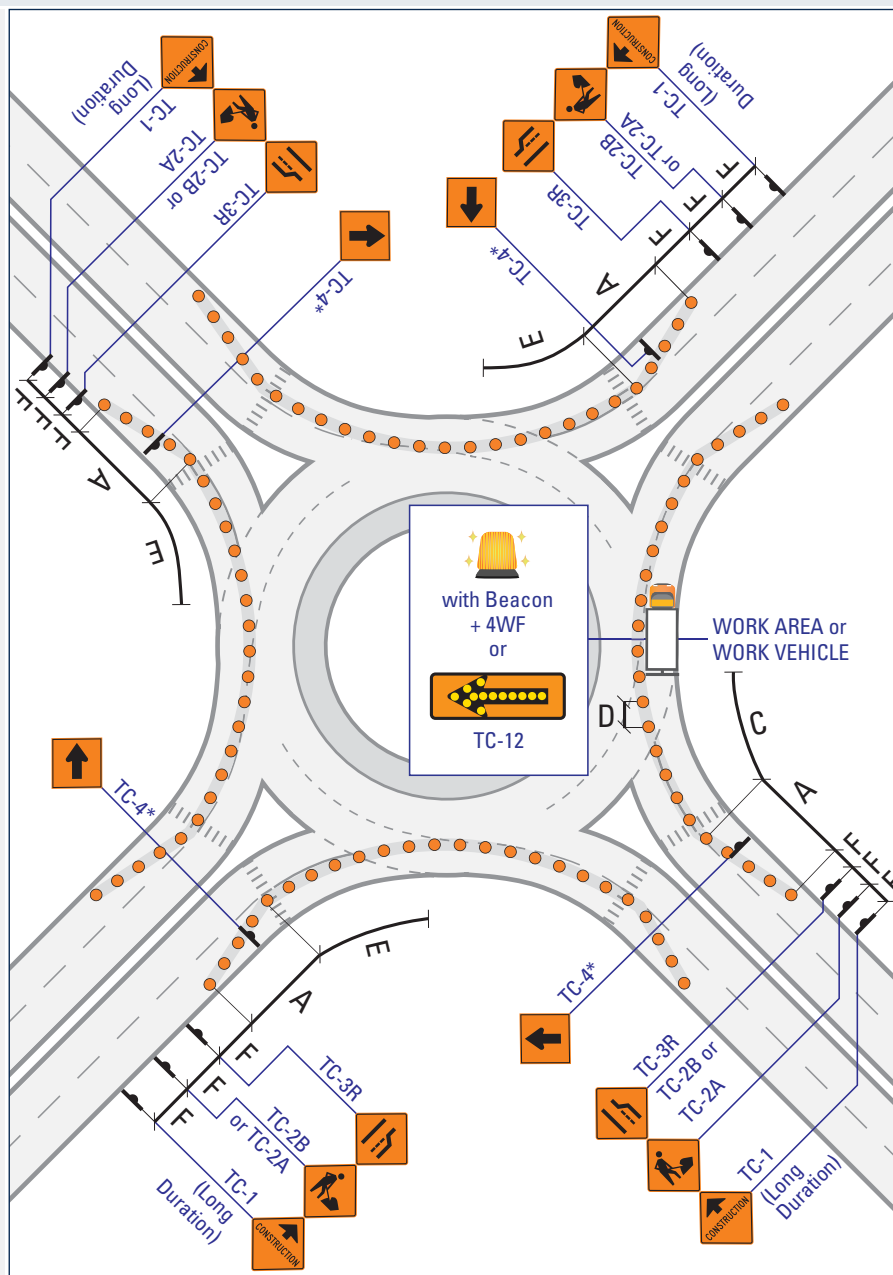 CONSTRUCTION
TC-1
(Long
Duration)
TC-2B or
TC-2A
TC-3R
TC-4*
F
F
F
A
E
CONSTRUCTION
TC-1
(Long
Duration)
TC-2B
or TC-2A
TC-3R
TC-4*
F
F
F
A
E
with Beacon
+ 4WF
or
TC-12
WORK AREA or
WORK VEHICLE
D
C
A
F
F
F
TC-4*
TC-3R
TC-2B or
TC-2A
TC-1
(Long
Duration)
CONSTRUCTION
TC-4*
E
A
F
F
F
TC-3R
TC-2B
or TC-2A
TC-1
(Long
Duration)
CONSTRUCTION